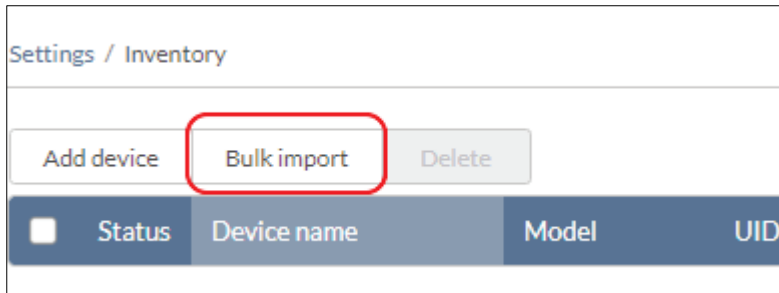 Settings / Inventory
Add device Bulk import Delete
Status Device name Model UID